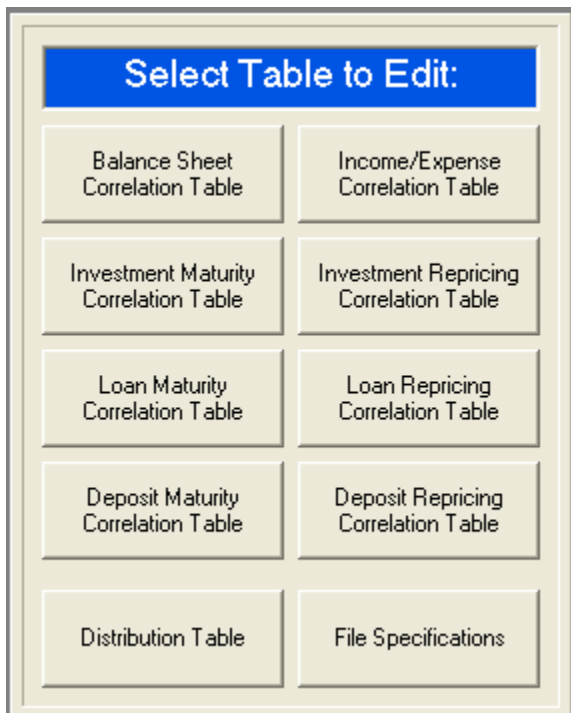 Select Table to Edit:
Balance Sheet
Correlation Table
Income/Expense
Correlation Table
Investment Maturity
Correlation Table
Investment Repricing
Correlation Table
Loan Maturity
Correlation Table
Loan Repricing
Correlation Table
Deposit Maturity
Correlation Table
Deposit Repricing
Correlation Table
Distribution Table
File Specifications